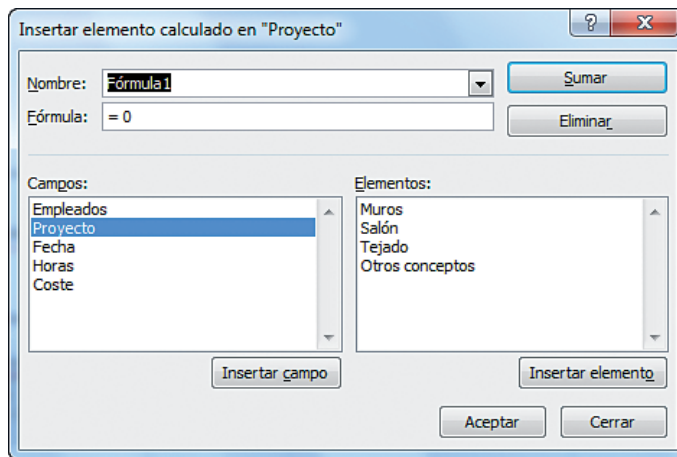 Insertar elemento calculado en "Proyecto"
Nombre: Fórmula1 Sumar
Fórmula: = 0 Eliminar
Campos: Elementos:
Empleados Muros
Proyecto Salón
Fecha Tejado
Horas Otros conceptos
Coste
Insertar campo Insertar elemento
Aceptar Cerrar